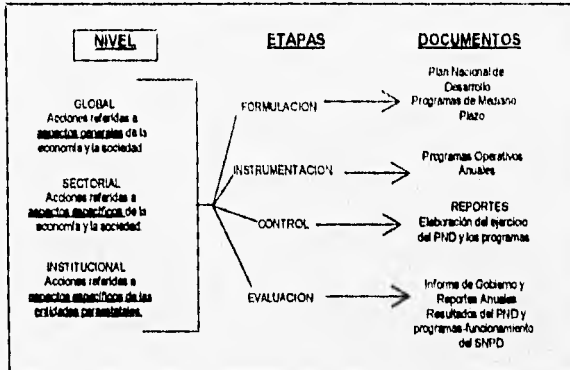 NIVEL
GLOBAL
Acciones referidas a
aspectos generales de la
economía y la sociedad
SECTORIAL
Acciones referidas a
aspectos específicos de la
economía y la sociedad
INSTITUCIONAL
Acciones referidas a
aspectos específicos de las
entidades paraestatales.
ETAPAS
FORMULACION
INSTRUMENTACION
CONTROL
EVALUACION
DOCUMENTOS
Plan Nacional de
Desarrollo
Programas de Mediano
Plazo
Programas Operativos
Anuales
REPORTES
Elaboración del ejercicio
del PND y los programas
Informe de Gobierno y
Reportes Anuales
Resultados del PND y
programas-funcionamiento
del SNPD